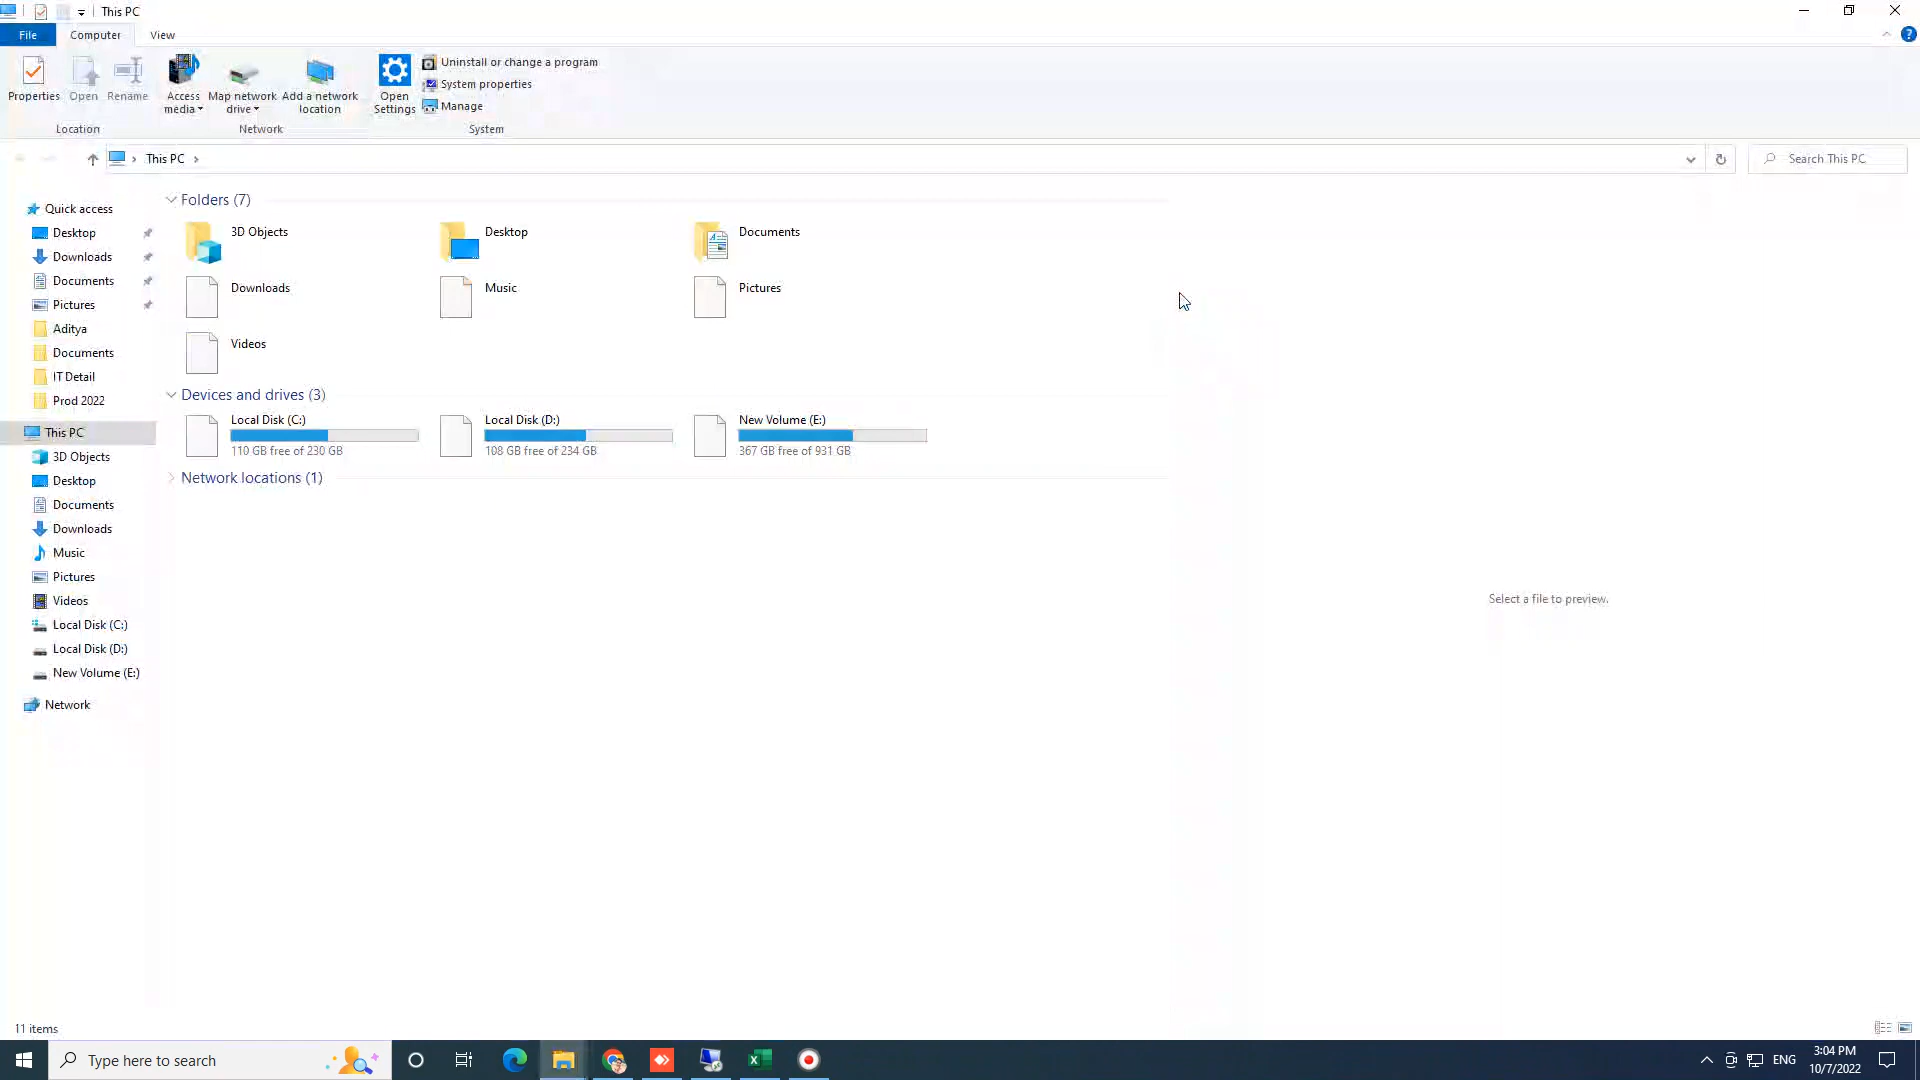 This PC
File Computer View
Properties Open Rename Access media Map network drive Add a network location Open Settings
Uninstall or change a program
System properties
Manage
Location Network System
This PC
Search This PC
Quick access
Desktop
Downloads
Documents
Pictures
Aditya
Documents
IT Detail
Prod 2022
This PC
3D Objects
Desktop
Documents
Downloads
Music
Pictures
Videos
Local Disk (C:)
Local Disk (D:)
New Volume (E:)
Network
Folders (7)
3D Objects Desktop Documents
Downloads Music Pictures
Videos
Devices and drives (3)
Local Disk (C:) Local Disk (D:) New Volume (E:)
110 GB free of 230 GB 108 GB free of 234 GB 367 GB free of 931 GB
Network locations (1)
Select a file to preview.
11 items
Type here to search
ENG
3:04 PM
10/7/2022